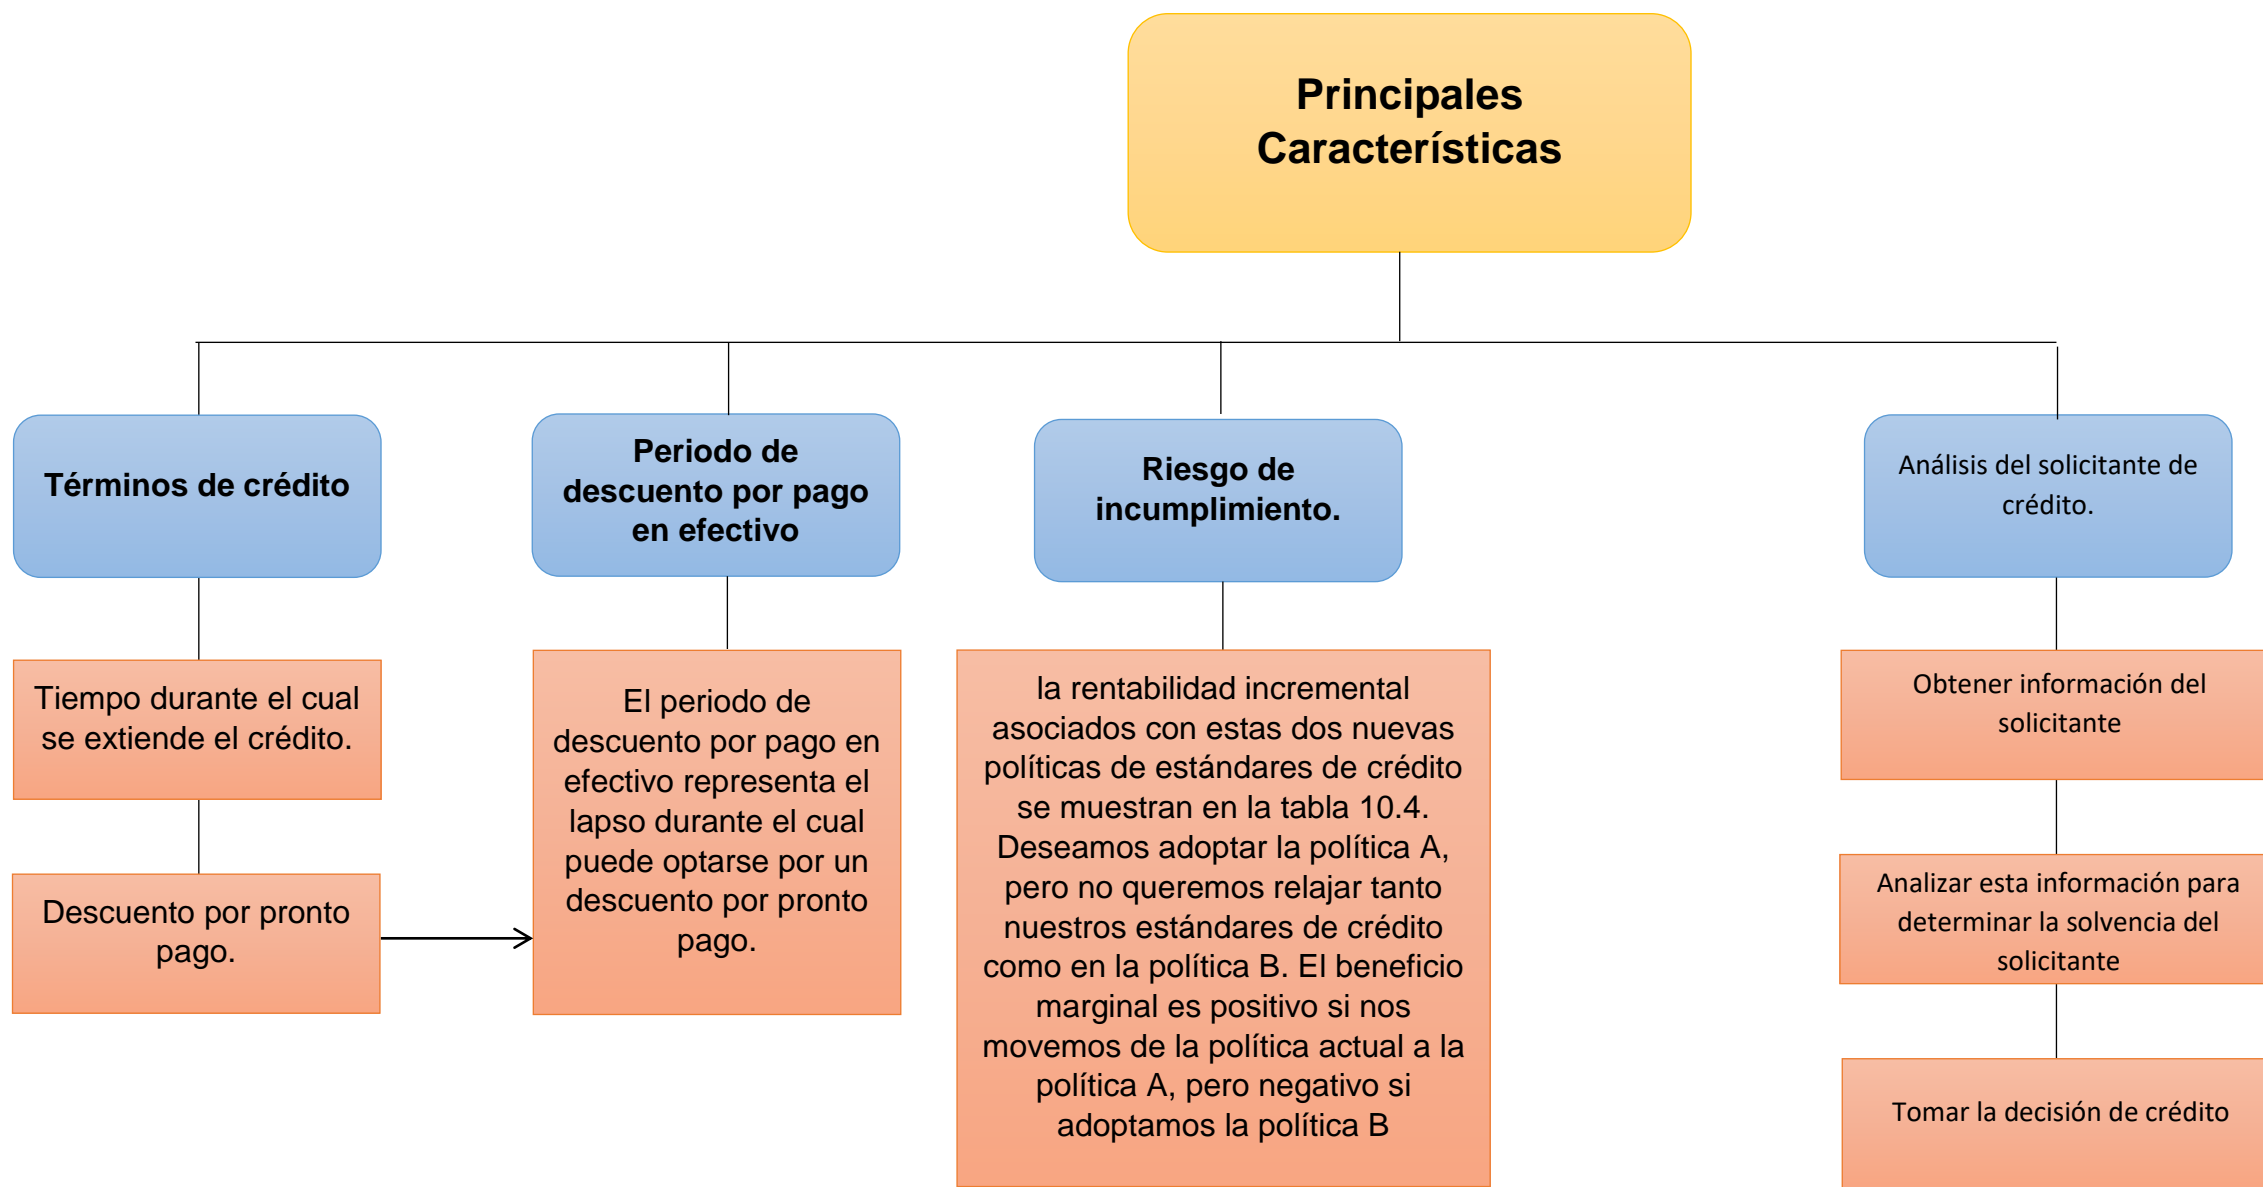 Principales
Características
Términos de crédito
Periodo de
descuento por pago
en efectivo
Riesgo de
incumplimiento.
Análisis del solicitante de
crédito.
Tiempo durante el cual
se extiende el crédito.
Descuento por pronto
pago.
El periodo de
descuento por pago en
efectivo representa el
lapso durante el cual
puede optarse por un
descuento por pronto
pago.
la rentabilidad incremental
asociados con estas dos nuevas
políticas de estándares de crédito
se muestran en la tabla 10.4.
Deseamos adoptar la política A,
pero no queremos relajar tanto
nuestros estándares de crédito
como en la política B. El beneficio
marginal es positivo si nos
movemos de la política actual a la
política A, pero negativo si
adoptamos la política B
Obtener información del
solicitante
Analizar esta información para
determinar la solvencia del
solicitante
Tomar la decisión de crédito